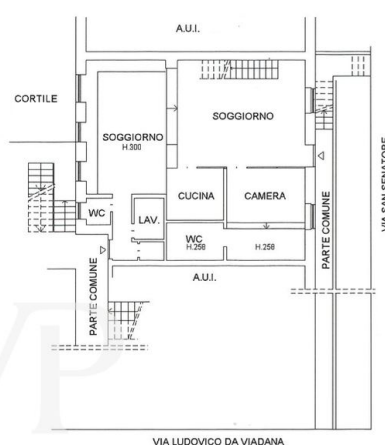 A.U.I.
CORTILE
SOGGIORNO
SOGGIORNO
H.300
CUCINA
CAMERA
WC
LAV.
WC
H.258
H.258
A.U.I.
PARTE COMUNE
PARTE COMUNE
VIA SAN SENATORE
VIA LUDOVICO DA VIADANA
VP